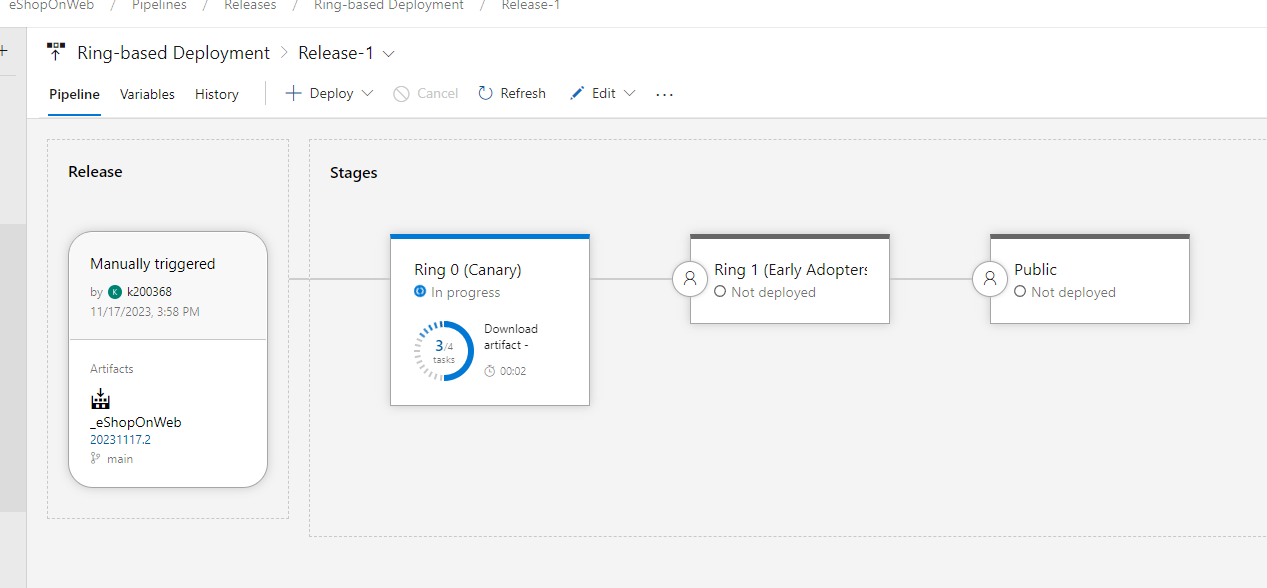 eShopOnWeb / Pipelines / Releases / Ring-based Deployment / Release-1
Ring-based Deployment > Release-1
Pipeline Variables History Deploy Cancel Refresh Edit ...
Release
Stages
Manually triggered
by K k200368
11/17/2023, 3:58 PM
Artifacts
_eShopOnWeb
20231117.2
main
Ring 0 (Canary)
In progress
3/4
tasks
Download
artifact -
00:02
Ring 1 (Early Adopters
Not deployed
Public
Not deployed